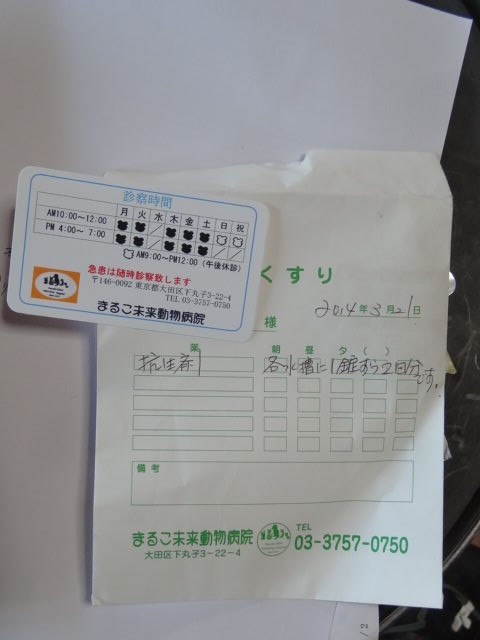 診察時間
月 火 水 木 金 土 日 祝
AM10:00～12:00
PM 4:00～ 7:00
AM9:00～PM12:00 (午後休診)
急患は随時診察致します
〒146-0092 東京都大田区下丸子3-22-4
TEL 03-3757-0750
まるこ未来動物病院
くすり
2014年3月21日
様
薬 朝 昼 夕 ( )
抗生剤 各水槽に1錠ずつ2回分です。
備考
まるこ未来動物病院
大田区下丸子3-22-4
TEL
03-3757-0750